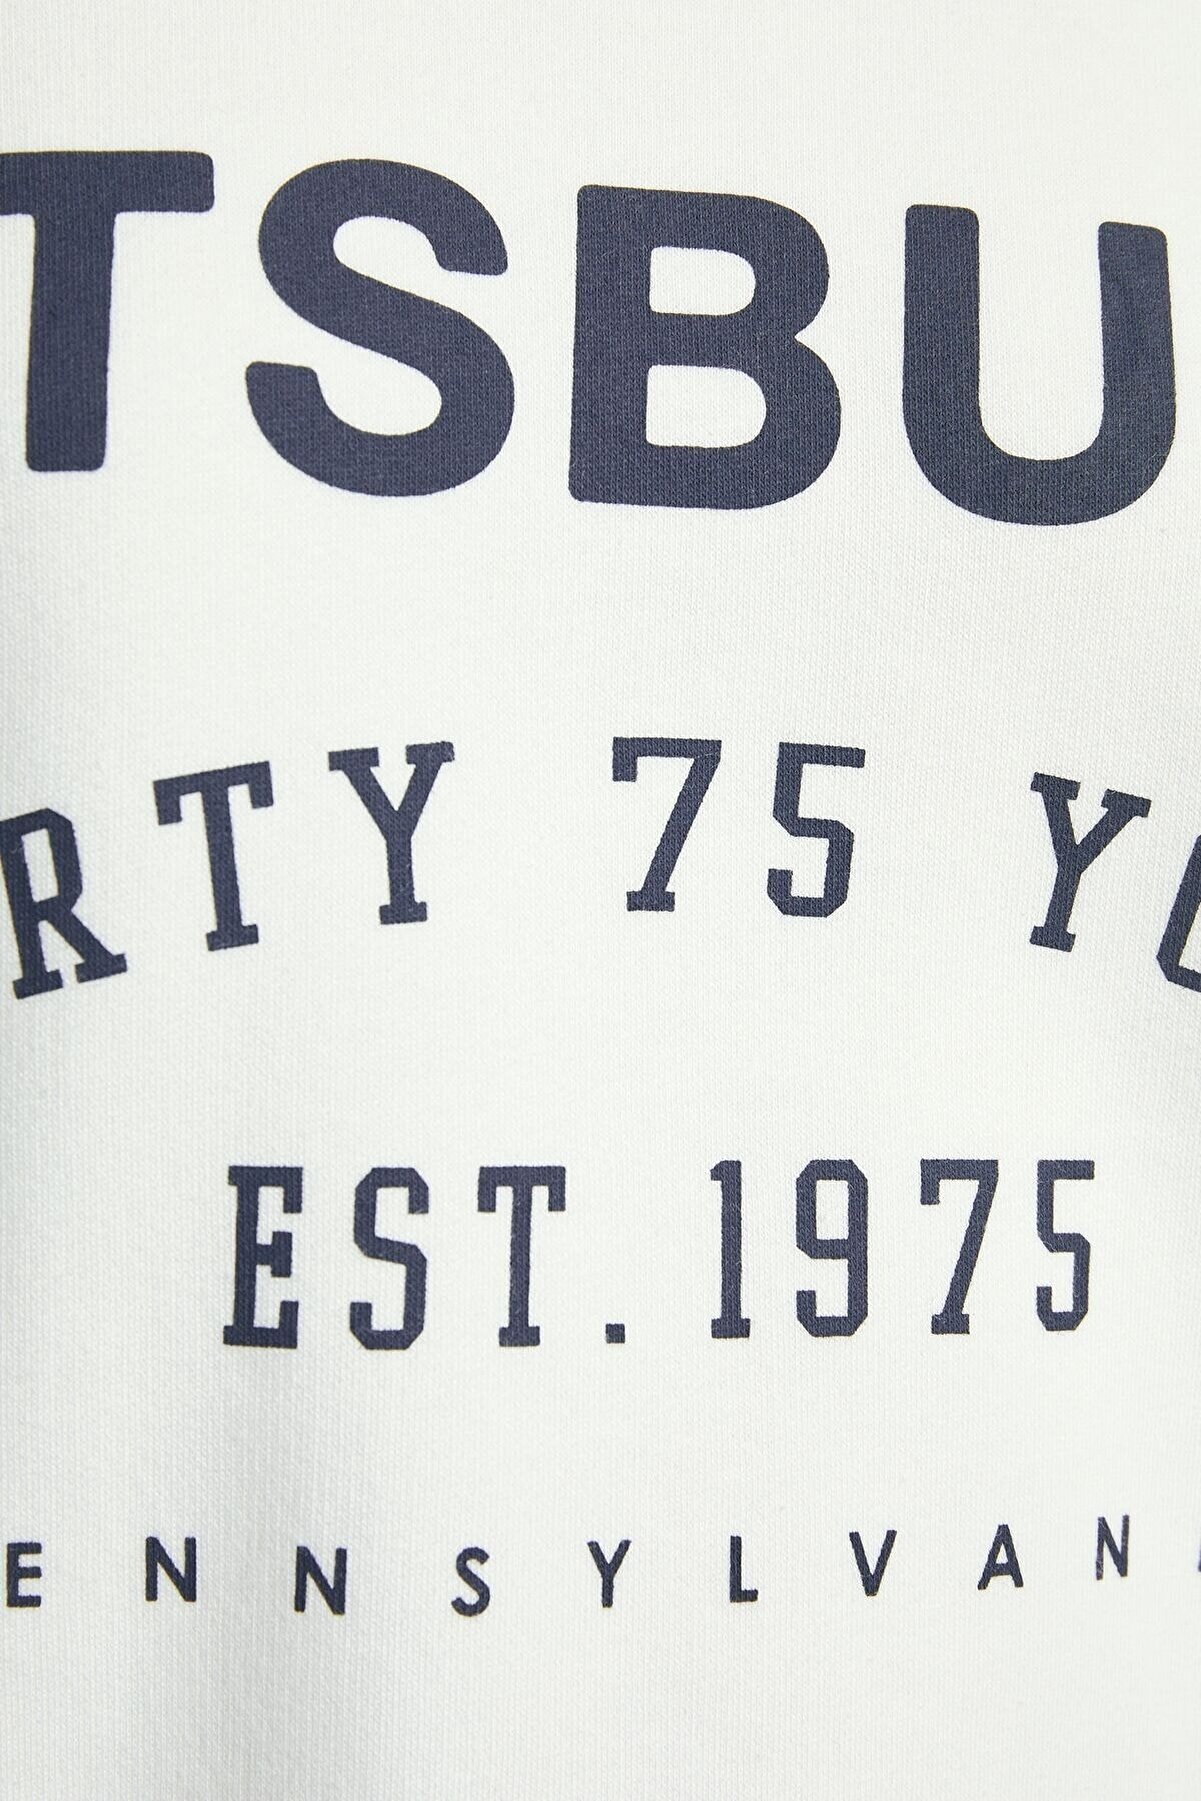 TSBU
RTY 75 YO
EST. 1975
ENNSYLVAN